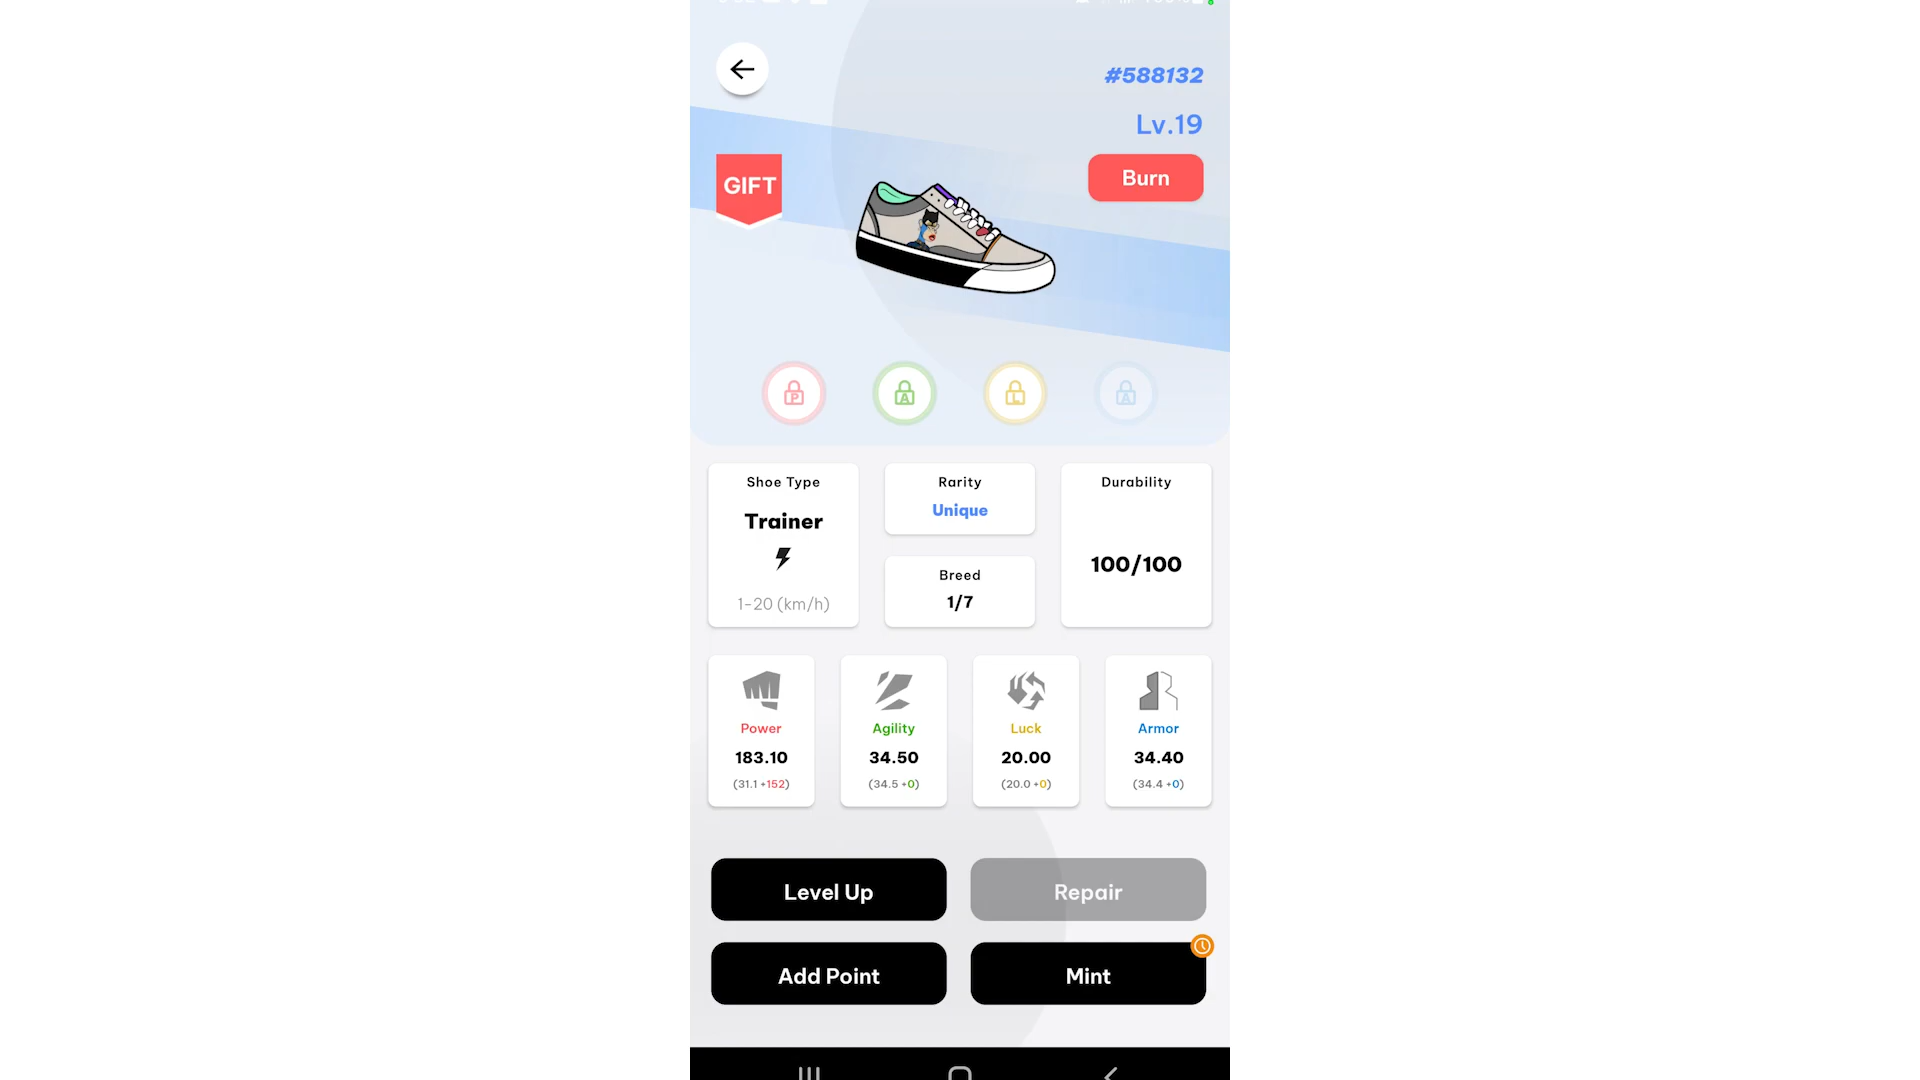 #588132
Lv.19
GIFT
Burn
P
A
L
A
Shoe Type
Trainer
1-20 (km/h)
Rarity
Unique
Breed
1/7
Durability
100/100
Power
183.10
(31.1 +152)
Agility
34.50
(34.5 +0)
Luck
20.00
(20.0 +0)
Armor
34.40
(34.4 +0)
Level Up
Repair
Add Point
Mint